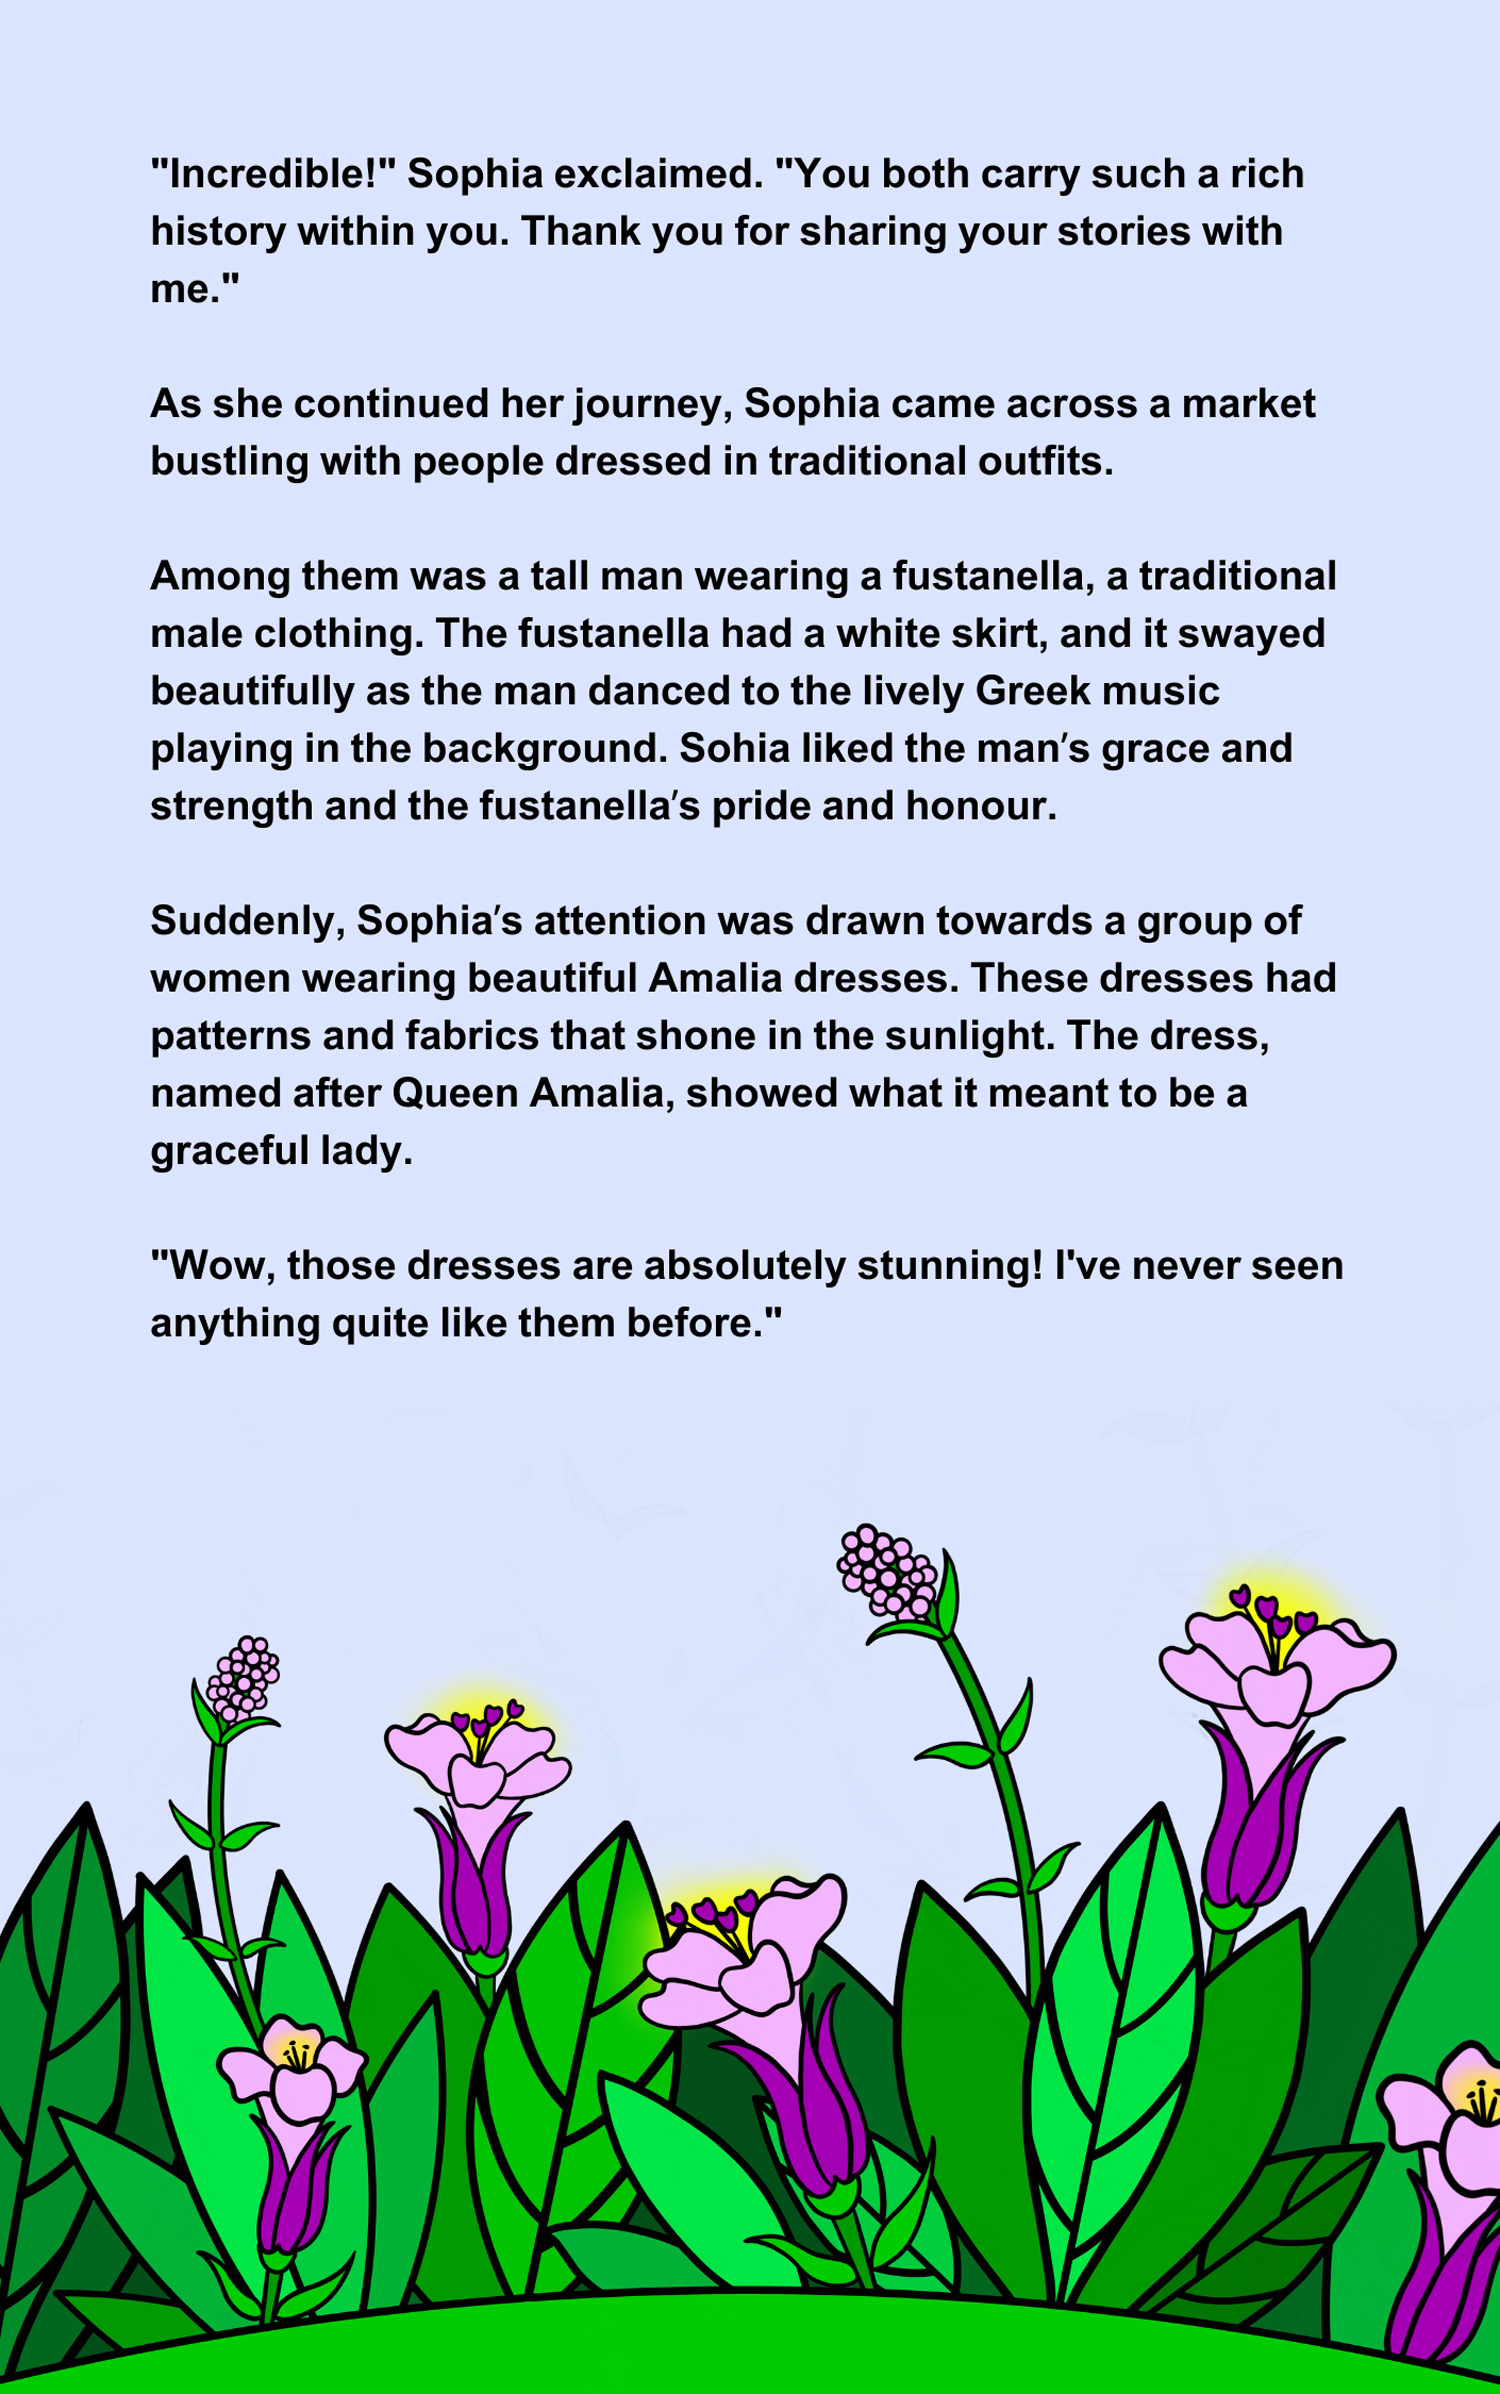 "Incredible!" Sophia exclaimed. "You both carry such a rich
history within you. Thank you for sharing your stories with
me."
As she continued her journey, Sophia came across a market
bustling with people dressed in traditional outfits.
Among them was a tall man wearing a fustanella, a traditional
male clothing. The fustanella had a white skirt, and it swayed
beautifully as the man danced to the lively Greek music
playing in the background. Sohia liked the man's grace and
strength and the fustanella's pride and honour.
Suddenly, Sophia's attention was drawn towards a group of
women wearing beautiful Amalia dresses. These dresses had
patterns and fabrics that shone in the sunlight. The dress,
named after Queen Amalia, showed what it meant to be a
graceful lady.
"Wow, those dresses are absolutely stunning! I've never seen
anything quite like them before."